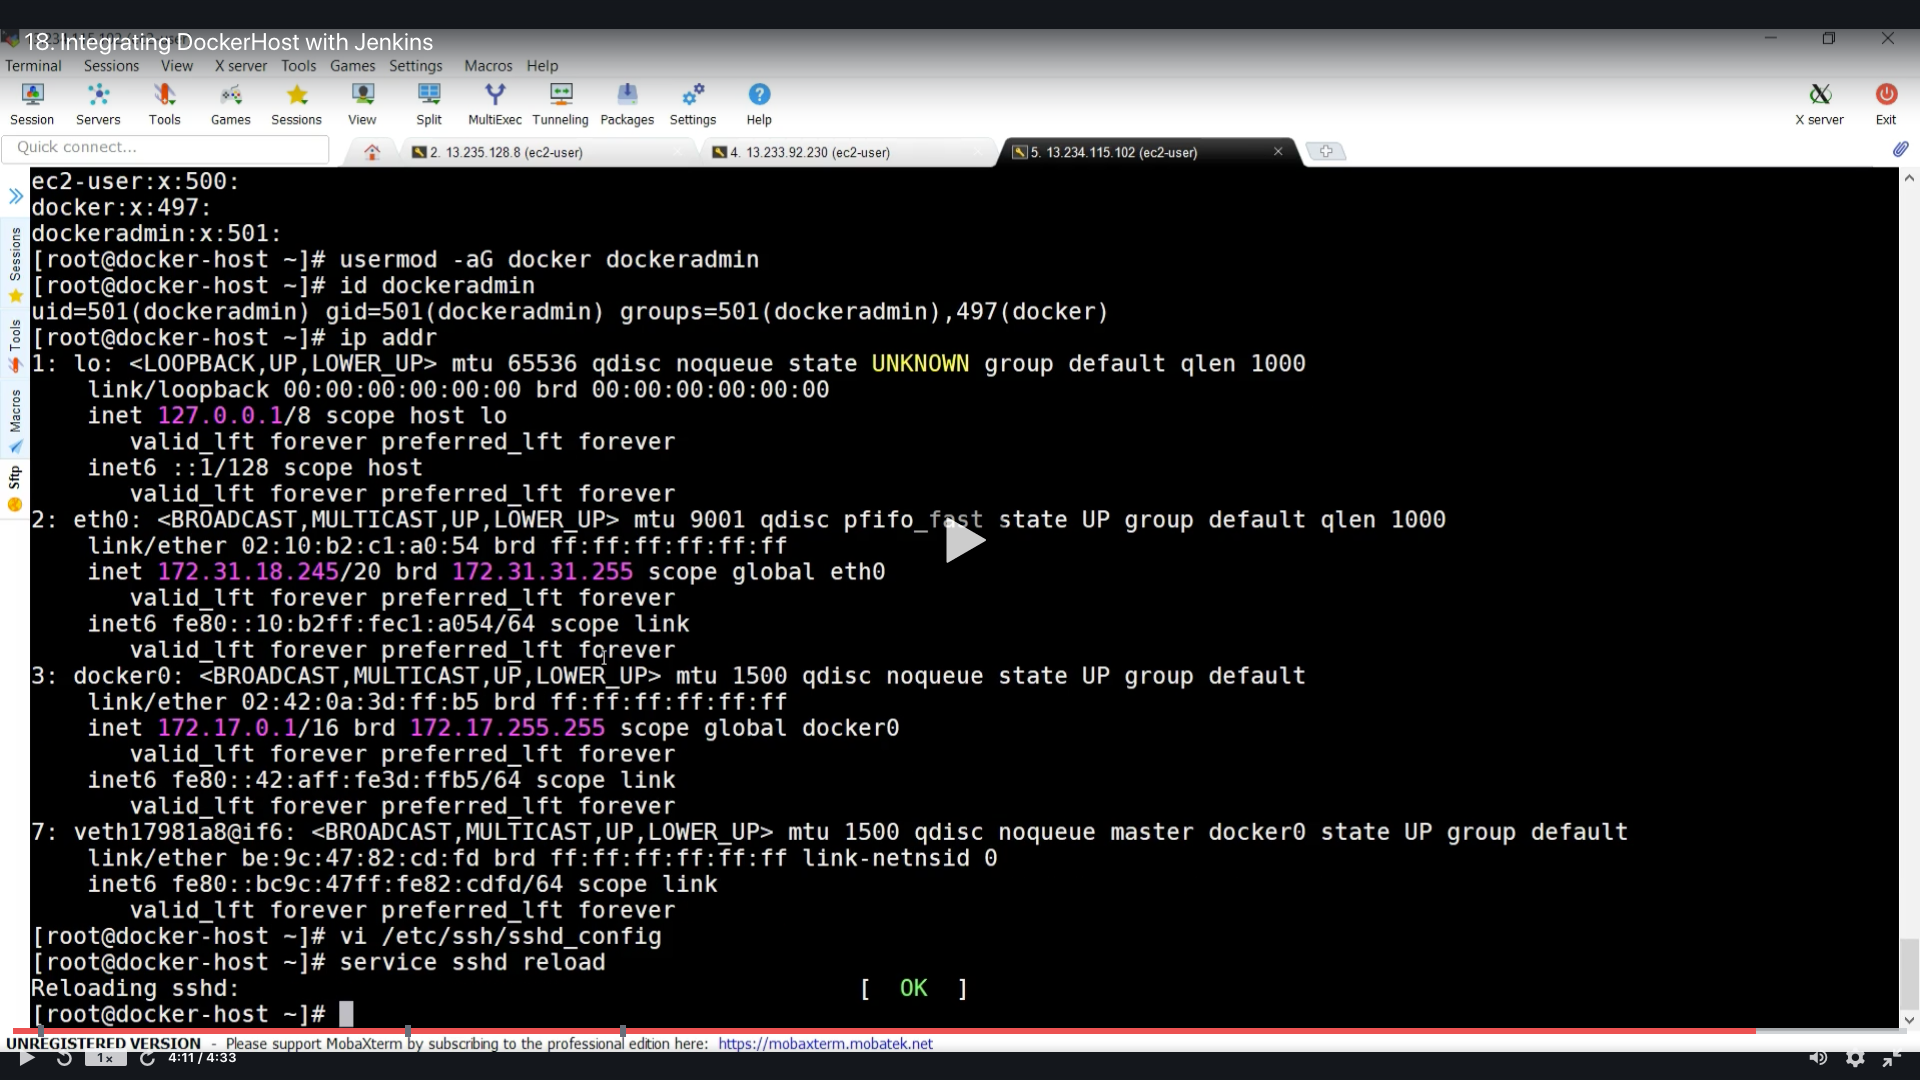 18. Integrating DockerHost with Jenkins
Terminal Sessions View X server Tools Games Settings Macros Help
Session Servers Tools Games Sessions View Split MultiExec Tunneling Packages Settings Help X server Exit
Quick connect...
2. 13.235.128.8 (ec2-user)
4. 13.233.92.230 (ec2-user)
5. 13.234.115.102 (ec2-user)
Sessions
Tools
Macros
Sftp
ec2-user:x:500:
docker:x:497:
dockeradmin:x:501:
[root@docker-host ~]# usermod -aG docker dockeradmin
[root@docker-host ~]# id dockeradmin
uid=501(dockeradmin) gid=501(dockeradmin) groups=501(dockeradmin),497(docker)
[root@docker-host ~]# ip addr
1: lo: <LOOPBACK,UP,LOWER_UP> mtu 65536 qdisc noqueue state UNKNOWN group default qlen 1000
link/loopback 00:00:00:00:00:00 brd 00:00:00:00:00:00
inet 127.0.0.1/8 scope host lo
valid_lft forever preferred_lft forever
inet6 ::1/128 scope host
valid_lft forever preferred_lft forever
2: eth0: <BROADCAST,MULTICAST,UP,LOWER_UP> mtu 9001 qdisc pfifo_fast state UP group default qlen 1000
link/ether 02:10:b2:c1:a0:54 brd ff:ff:ff:ff:ff:ff
inet 172.31.18.245/20 brd 172.31.31.255 scope global eth0
valid_lft forever preferred_lft forever
inet6 fe80::10:b2ff:fec1:a054/64 scope link
valid_lft forever preferred_lft forever
3: docker0: <BROADCAST,MULTICAST,UP,LOWER_UP> mtu 1500 qdisc noqueue state UP group default
link/ether 02:42:0a:3d:ff:b5 brd ff:ff:ff:ff:ff:ff
inet 172.17.0.1/16 brd 172.17.255.255 scope global docker0
valid_lft forever preferred_lft forever
inet6 fe80::42:aff:fe3d:ffb5/64 scope link
valid_lft forever preferred_lft forever
7: veth17981a8@if6: <BROADCAST,MULTICAST,UP,LOWER_UP> mtu 1500 qdisc noqueue master docker0 state UP group default
link/ether be:9c:47:82:cd:fd brd ff:ff:ff:ff:ff:ff link-netnsid 0
inet6 fe80::bc9c:47ff:fe82:cdfd/64 scope link
valid_lft forever preferred_lft forever
[root@docker-host ~]# vi /etc/ssh/sshd_config
[root@docker-host ~]# service sshd reload
Reloading sshd: [ OK ]
[root@docker-host ~]#
UNREGISTERED VERSION - Please support MobaXterm by subscribing to the professional edition here: https://mobaxterm.mobatek.net
1x 4:11 / 4:33